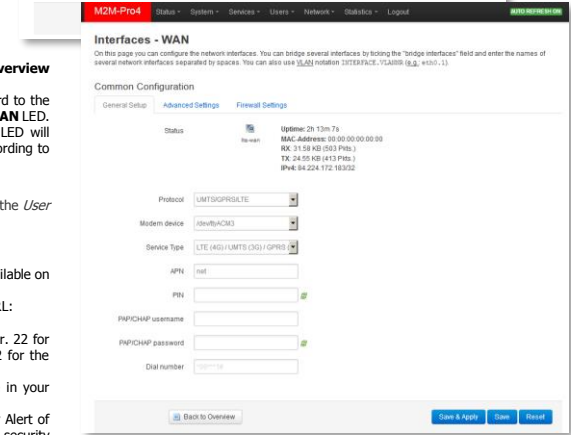 verview
rd to the
AN LED.
LED will
ording to
the User
ilable on
RL:
r. 22 for
2 for the
in your
Alert of
security
M2M-Pro4 Status System Services Users Network Statistics Logout AUTO REFRESH ON
Interfaces - WAN
On this page you can configure the network interfaces. You can bridge several interfaces by ticking the "bridge interfaces" field and enter the names of
several network interfaces separated by spaces. You can also use VLAN notation INTERFACE.VLANNR (e.g.: eth0.1).
Common Configuration
General Setup Advanced Settings Firewall Settings
Status
Uptime: 2h 13m 7s
MAC-Address: 00:00:00:00:00:00
RX: 31.58 KB (503 Pkts.)
TX: 24.55 KB (413 Pkts.)
IPv4: 84.224.172.183/32
Protocol UMTS/GPRS/LTE
Modem device /dev/ttyACM3
Service Type LTE (4G) / UMTS (3G) / GPRS (
APN net
PIN
PAP/CHAP username
PAP/CHAP password
Dial number
Back to Overview Save & Apply Save Reset